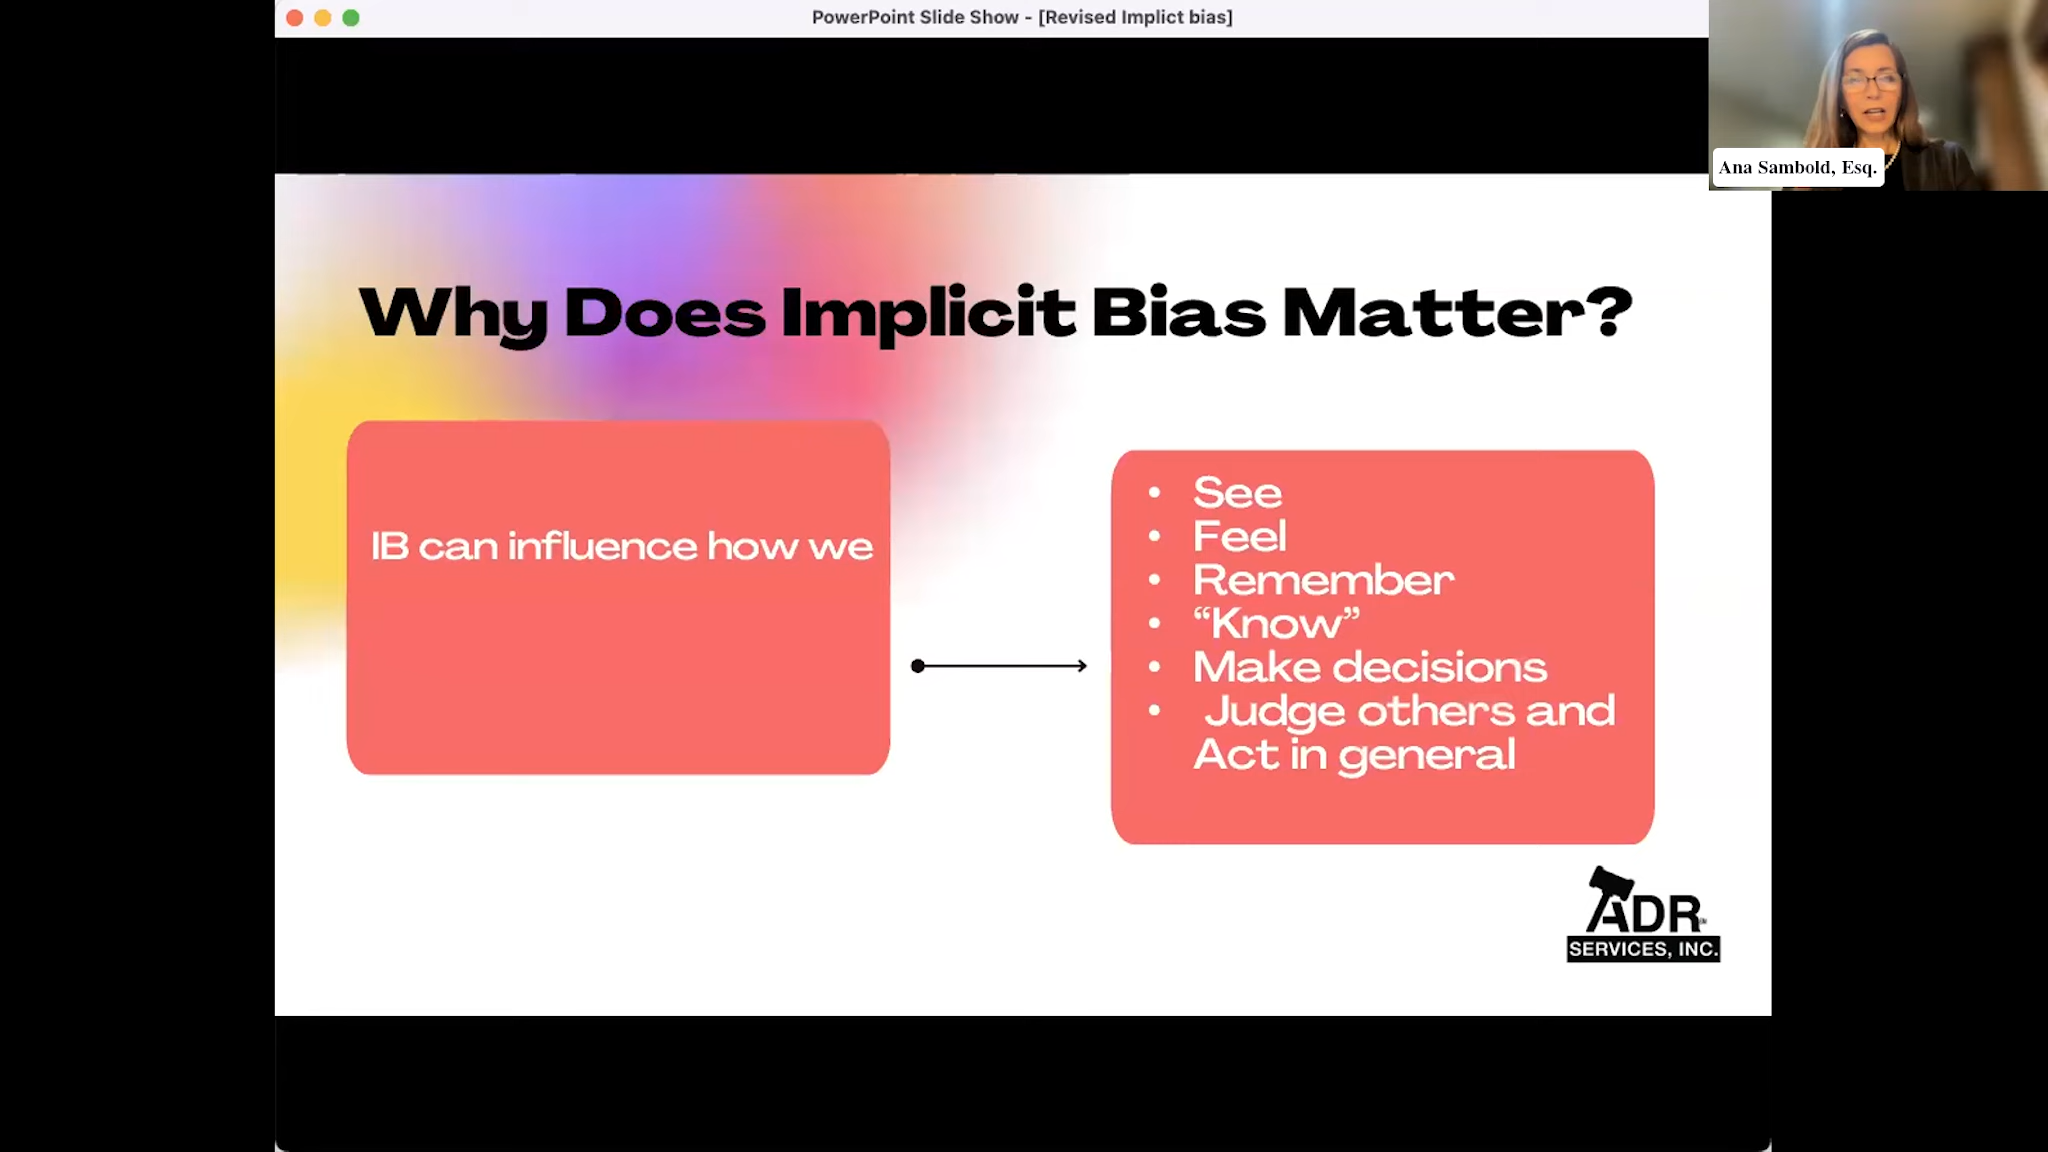 PowerPoint Slide Show - [Revised Implict bias]
Ana Sambold, Esq.
Why Does Implicit Bias Matter?
IB can influence how we
• See
• Feel
• Remember
• “Know”
• Make decisions
• Judge others and
Act in general
ADR
SERVICES, INC.